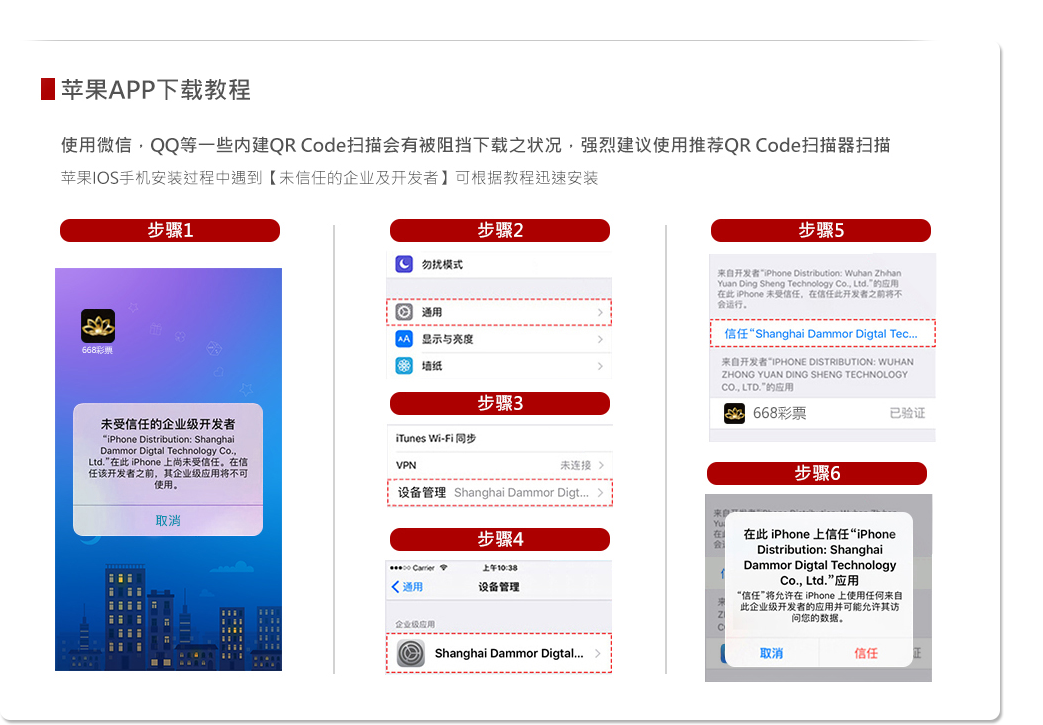 苹果APP下载教程
使用微信，QQ等一些内建QR Code扫描会有被阻挡下载之状况，强烈建议使用推荐QR Code扫描器扫描
苹果IOS手机安装过程中遇到【未信任的企业及开发者】可根据教程迅速安装
步骤1
668彩票
未受信任的企业级开发者
“iPhone Distribution: Shanghai
Dammor Digtal Technology Co.,
Ltd.”在此 iPhone 上尚未受信任。在信
任该开发者之前，其企业级应用将不可
使用。
取消
步骤2
勿扰模式
通用
AA 显示与亮度
墙纸
步骤3
iTunes Wi-Fi 同步
VPN 未连接
设备管理 Shanghai Dammor Digt...
步骤4
Carrier 上午10:38
通用 设备管理
企业级应用
Shanghai Dammor Digtal...
步骤5
来自开发者“iPhone Distribution: Wuhan Zhihan
Yuan Ding Sheng Technology Co., Ltd.”的应用
在此 iPhone 未受信任，在信任此开发者之前将不
会运行。
信任“Shanghai Dammor Digtal Tec...
来自开发者“IPHONE DISTRIBUTION: WUHAN
ZHONG YUAN DING SHENG TECHNOLOGY
CO., LTD.”的应用
668彩票 已验证
步骤6
在此 iPhone 上信任“iPhone
Distribution: Shanghai
Dammor Digtal Technology
Co., Ltd.”应用
“信任”将允许在 iPhone 上使用任何来自
此企业级开发者的应用并可能允许其访
问您的数据。
取消 信任